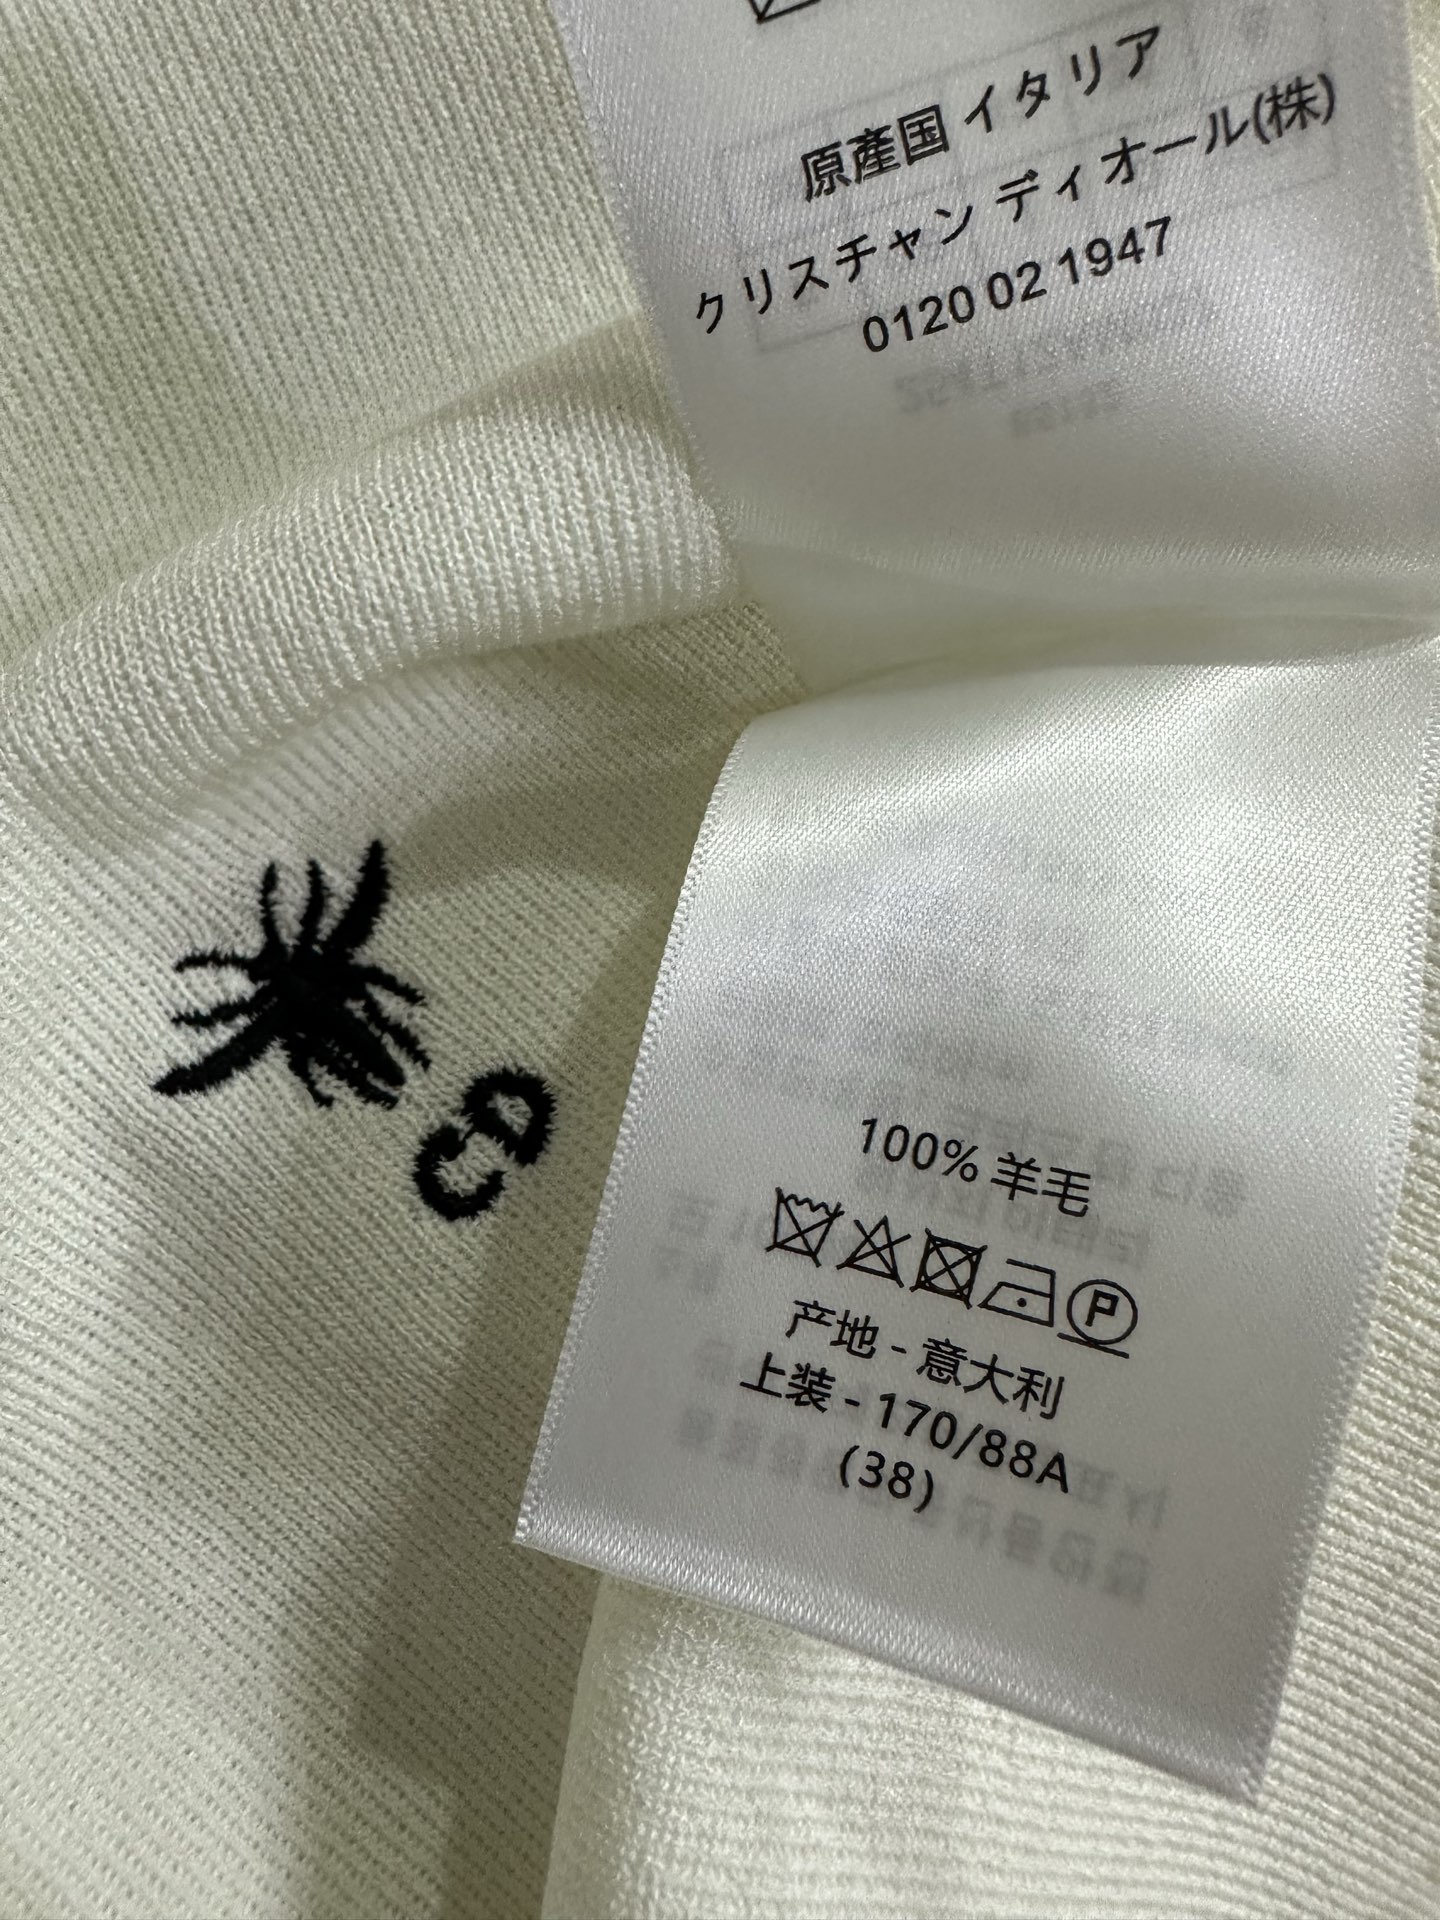 原産国 イタリア
クリスチャン ディオール(株)
0120 02 1947
CD
100% 羊毛
P
产地 - 意大利
上装 - 170/88A
(38)